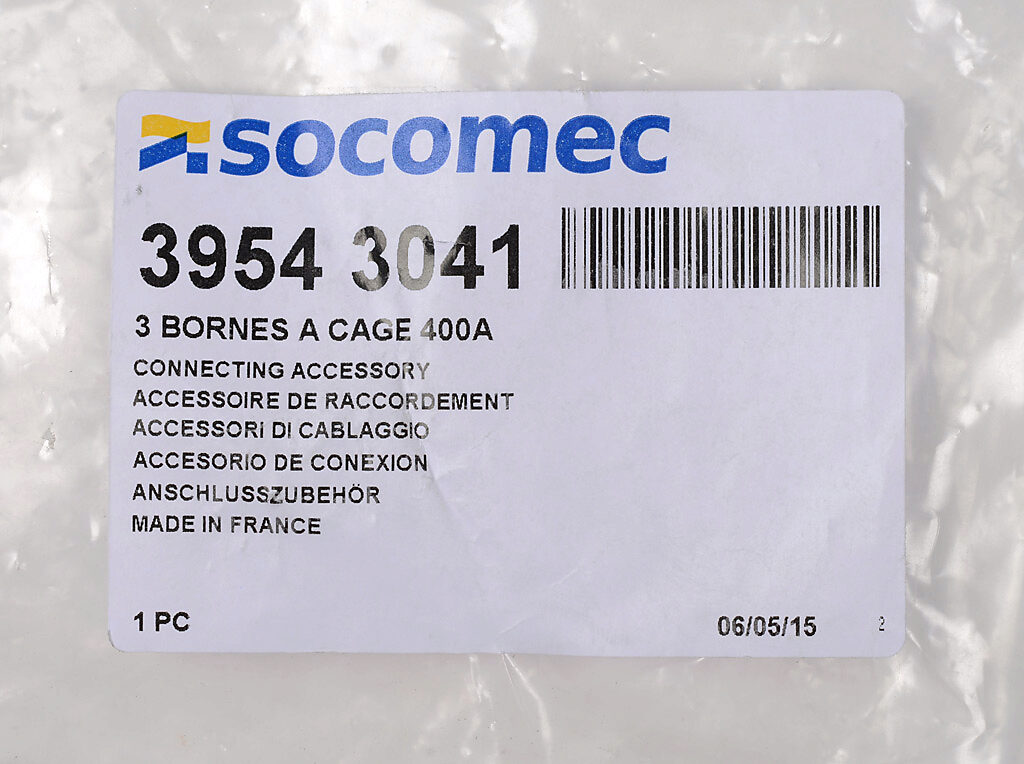 socomec
3954 3041
3 BORNES A CAGE 400A
CONNECTING ACCESSORY
ACCESSOIRE DE RACCORDEMENT
ACCESSORI DI CABLAGGIO
ACCESORIO DE CONEXION
ANSCHLUSSZUBEHÖR
MADE IN FRANCE
1 PC
06/05/15
2